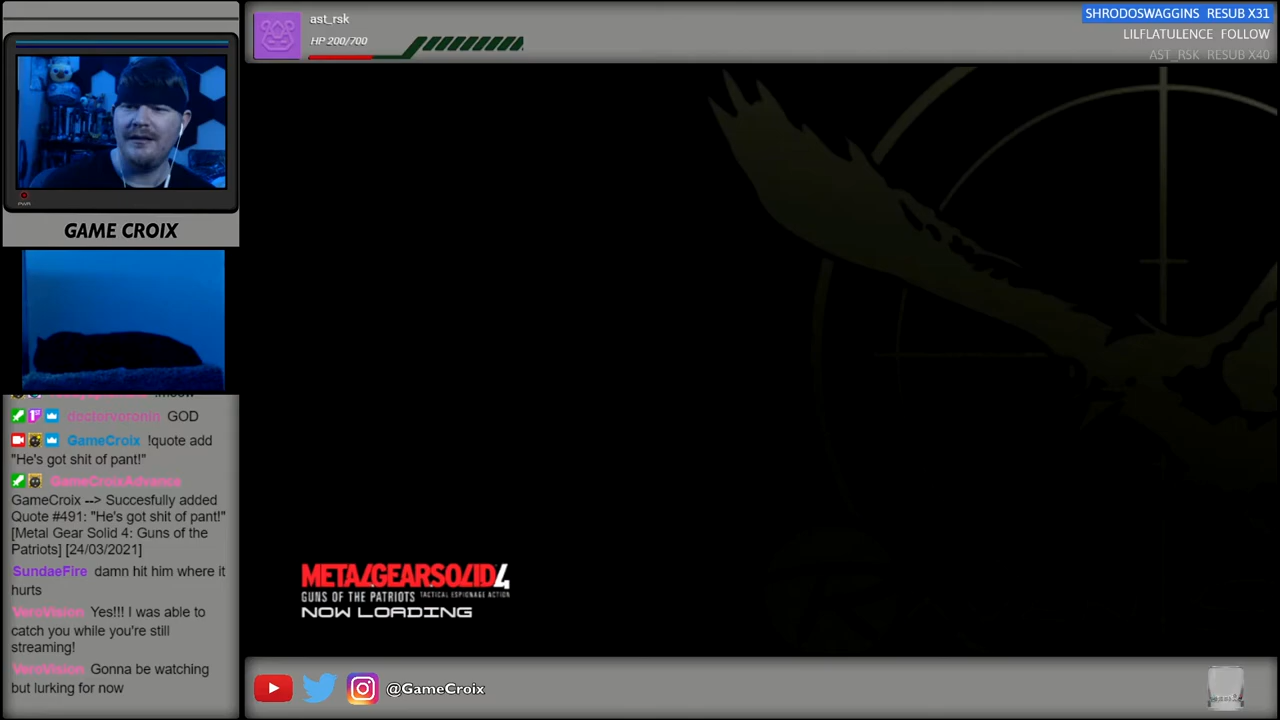 ast_rsk
HP 200/700
SHRODOSWAGGINS RESUB X31
LILFLATULENCE FOLLOW
AST_RSK RESUB X40
PWR
GAME CROIX
!meow
doctorvoronin GOD
GameCroix !quote add
"He's got shit of pant!"
GameCroixAdvance
GameCroix --> Succesfully added
Quote #491: "He's got shit of pant!"
[Metal Gear Solid 4: Guns of the
Patriots] [24/03/2021]
SundaeFire damn hit him where it
hurts
VeroVision Yes!!! I was able to
catch you while you're still
streaming!
VeroVision Gonna be watching
but lurking for now
METAL GEAR SOLID 4
GUNS OF THE PATRIOTS TACTICAL ESPIONAGE ACTION
NOW LOADING
@GameCroix